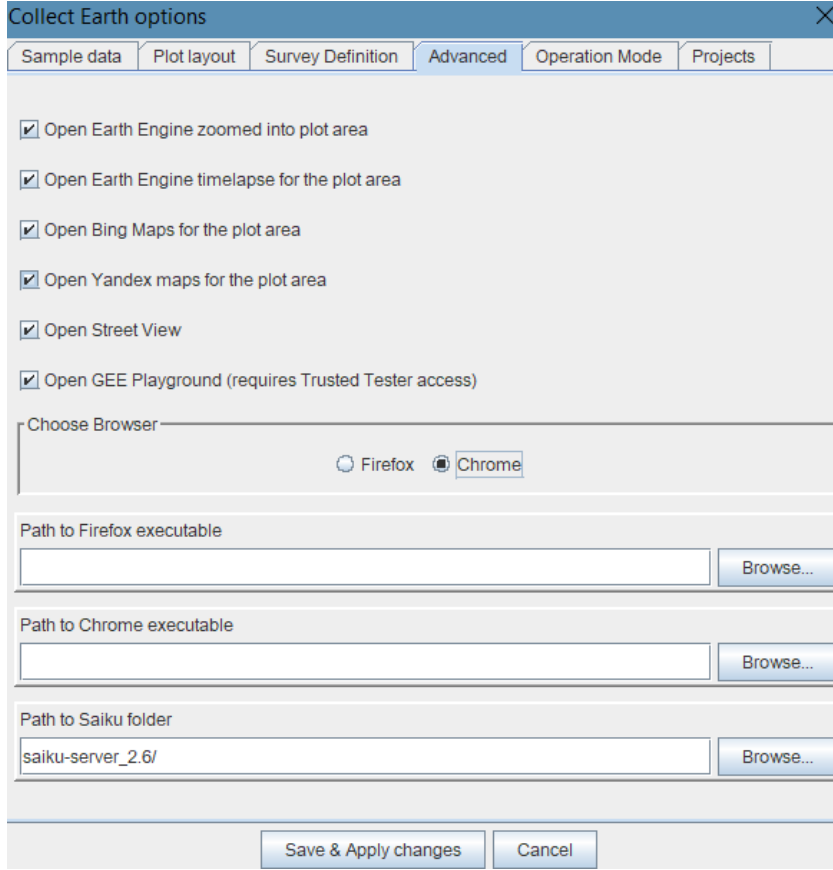 Collect Earth options
Sample data Plot layout Survey Definition Advanced Operation Mode Projects
Open Earth Engine zoomed into plot area
Open Earth Engine timelapse for the plot area
Open Bing Maps for the plot area
Open Yandex maps for the plot area
Open Street View
Open GEE Playground (requires Trusted Tester access)
Choose Browser
Firefox Chrome
Path to Firefox executable
Browse...
Path to Chrome executable
Browse...
Path to Saiku folder
saiku-server_2.6/ Browse...
Save & Apply changes Cancel